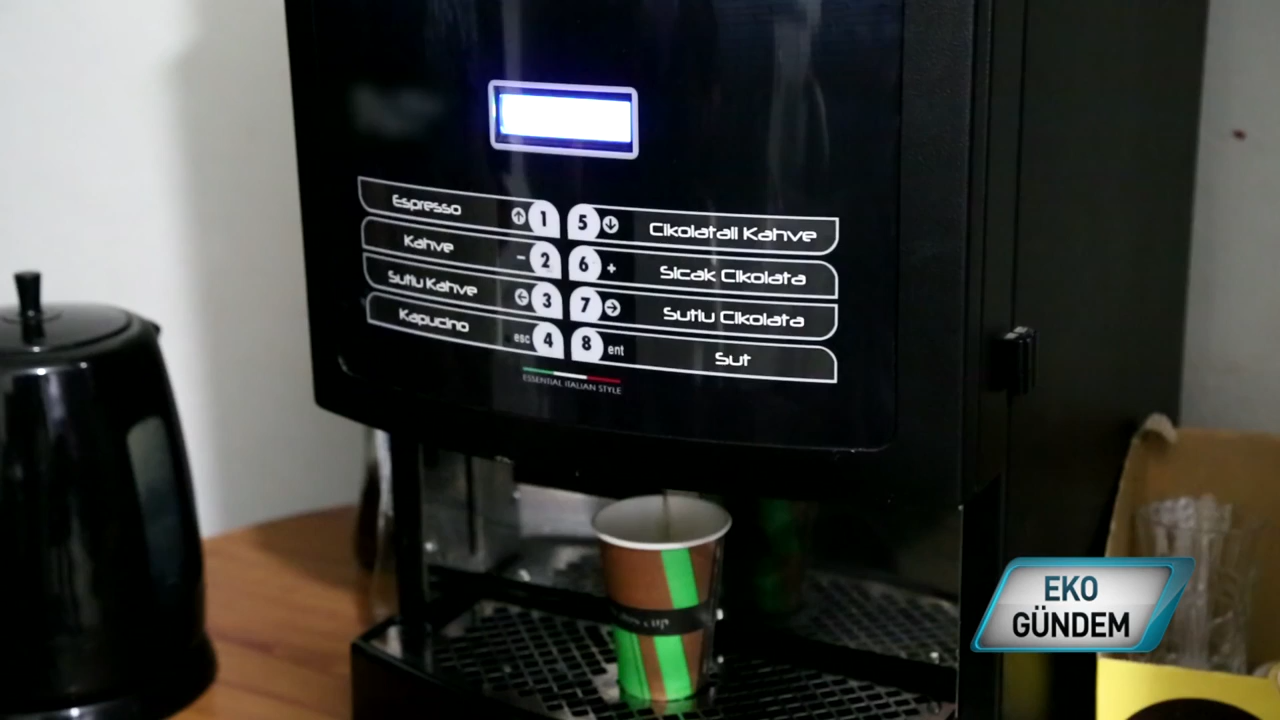 Espresso ↑ 1
Kahve - 2
Sutlu Kahve ← 3
Kapucino esc 4
5 ↓ Cikolatali Kahve
6 + Sicak Cikolata
7 → Sutlu Cikolata
8 ent Sut
ESSENTIAL ITALIAN STYLE
cup
EKO
GÜNDEM